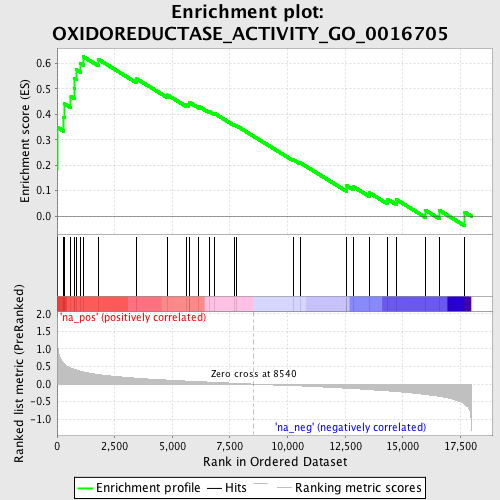 Enrichment plot:
OXIDOREDUCTASE_ACTIVITY_GO_0016705
Enrichment score (ES)
0.6
0.5
0.4
0.3
0.2
0.1
0.0
'na_pos' (positively correlated)
Ranked list metric (PreRanked)
2.0
1.5
1.0
0.5
0.0
-0.5
-1.0
Zero cross at 8540
'na_neg' (negatively correlated)
0
2,500
5,000
7,500
10,000
12,500
15,000
17,500
Rank in Ordered Dataset
Enrichment profile
Hits
Ranking metric scores